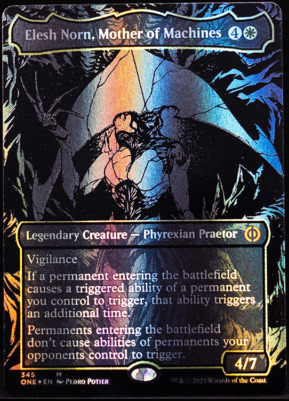 Elesh Norn, Mother of Machines 4
Legendary Creature — Phyrexian Praetor
Vigilance
If a permanent entering the battlefield
causes a triggered ability of a permanent
you control to trigger, that ability triggers
an additional time.
Permanents entering the battlefield
don't cause abilities of permanents your
opponents control to trigger.
4/7
345 M
ONE EN PEDRO POTIER
™ & © 2023 Wizards of the Coast